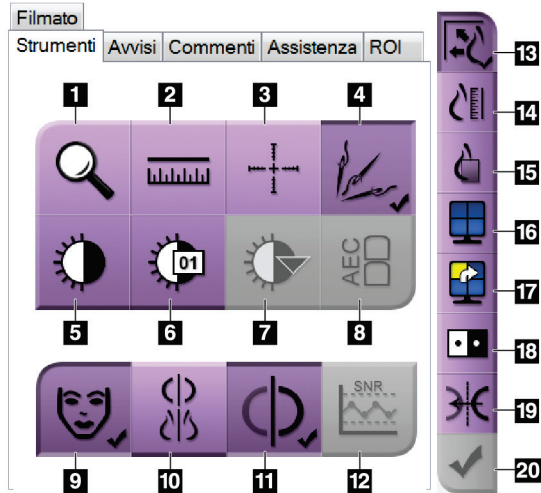 Filmato
Strumenti Avvisi Commenti Assistenza ROI
1 2 3 4
01
AEC
5 6 7 8
SNR
9 10 11 12
13
14
15
16
17
18
19
20